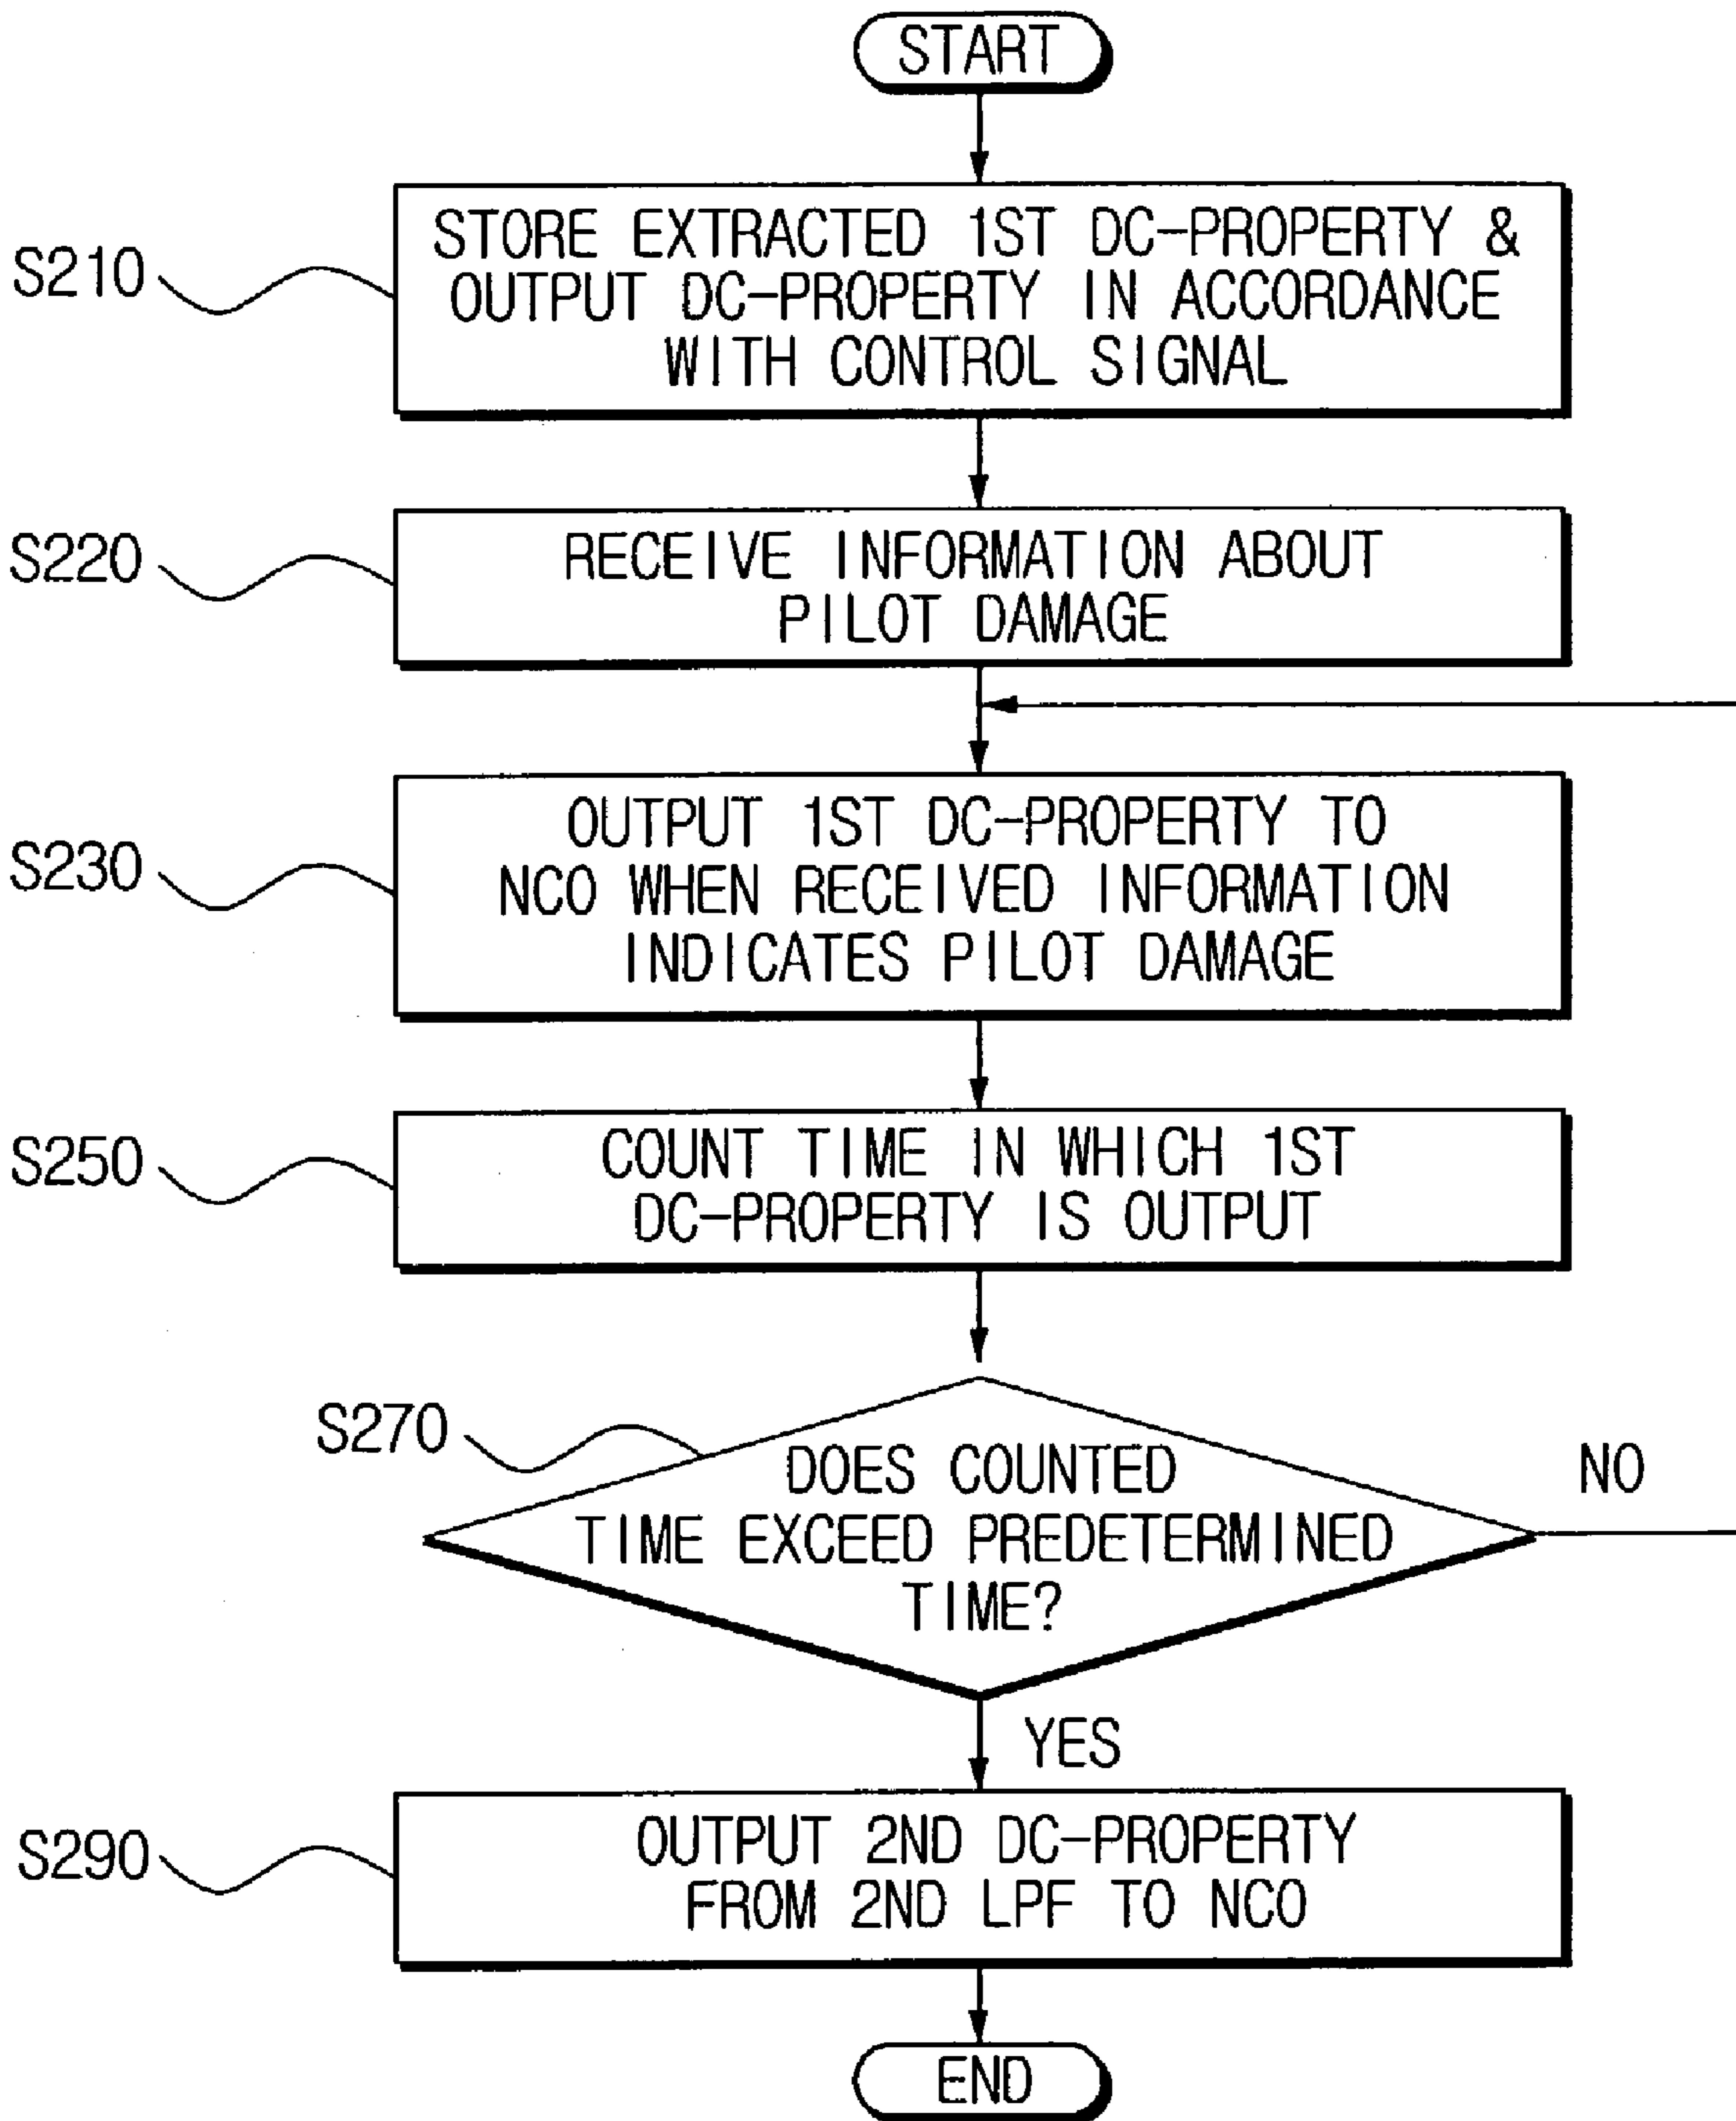 START
S210
STORE EXTRACTED 1ST DC-PROPERTY &
OUTPUT DC-PROPERTY IN ACCORDANCE
WITH CONTROL SIGNAL
S220
RECEIVE INFORMATION ABOUT
PILOT DAMAGE
S230
OUTPUT 1ST DC-PROPERTY TO
NCO WHEN RECEIVED INFORMATION
INDICATES PILOT DAMAGE
S250
COUNT TIME IN WHICH 1ST
DC-PROPERTY IS OUTPUT
S270
DOES COUNTED
TIME EXCEED PREDETERMINED
TIME?
NO
YES
S290
OUTPUT 2ND DC-PROPERTY
FROM 2ND LPF TO NCO
END